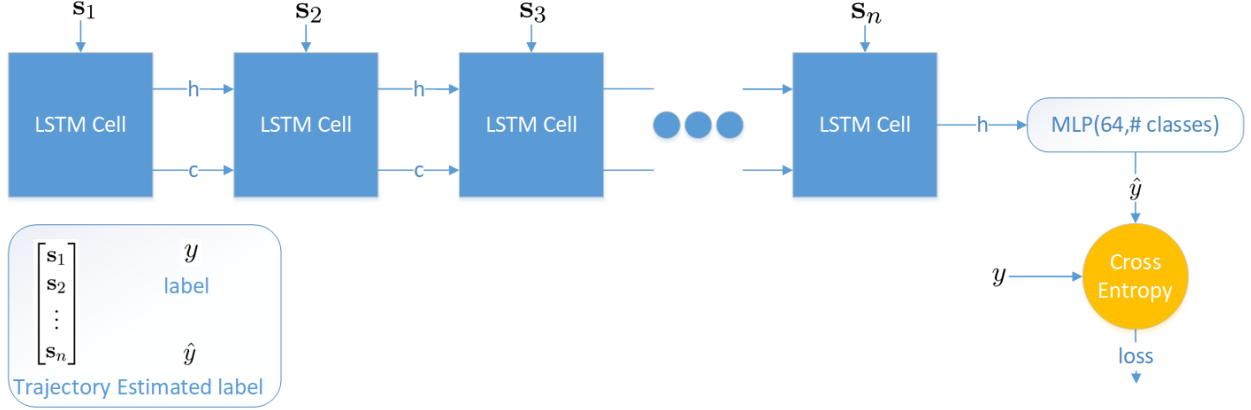 s₁ s₂ s₃ sₙ
LSTM Cell h c LSTM Cell h c LSTM Cell LSTM Cell h MLP(64,# classes)
ŷ
y Cross
Entropy
loss
s₁ y
s₂ label
⋮
sₙ ŷ
Trajectory Estimated label